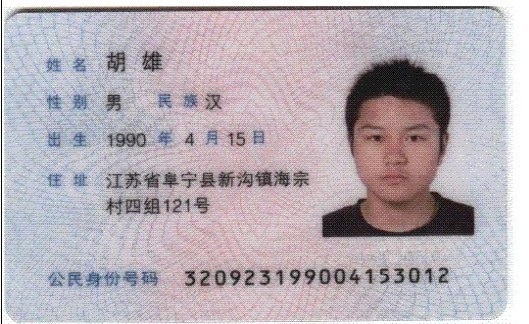 姓名 胡雄
性别 男 民族 汉
出生 1990 年 4 月 15 日
住址 江苏省阜宁县新沟镇海宗
村四组121号
公民身份号码 320923199004153012